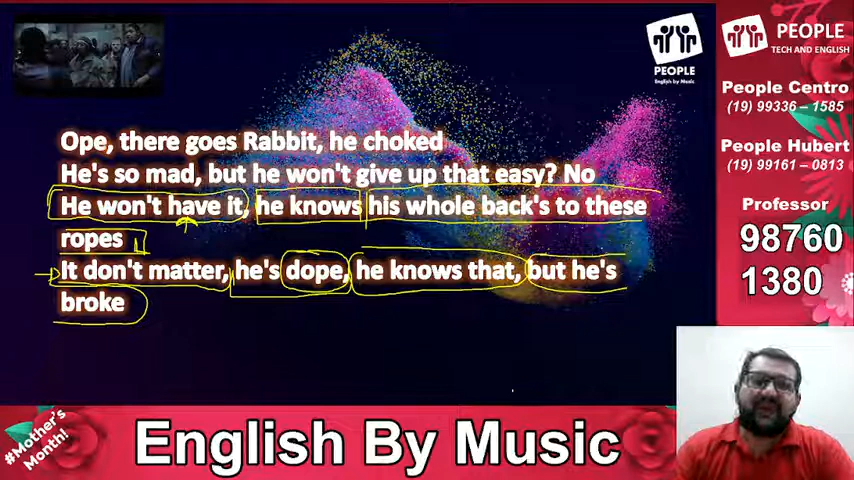 PEOPLE
English by Music
PEOPLE
TECH AND ENGLISH
People Centro
(19) 99336 – 1585
People Hubert
(19) 99161 – 0813
Professor
98760
1380
Ope, there goes Rabbit, he choked
He's so mad, but he won't give up that easy? No
He won't have it, he knows his whole back's to these
ropes
It don't matter, he's dope, he knows that, but he's
broke
#Mother's
Month!
English By Music